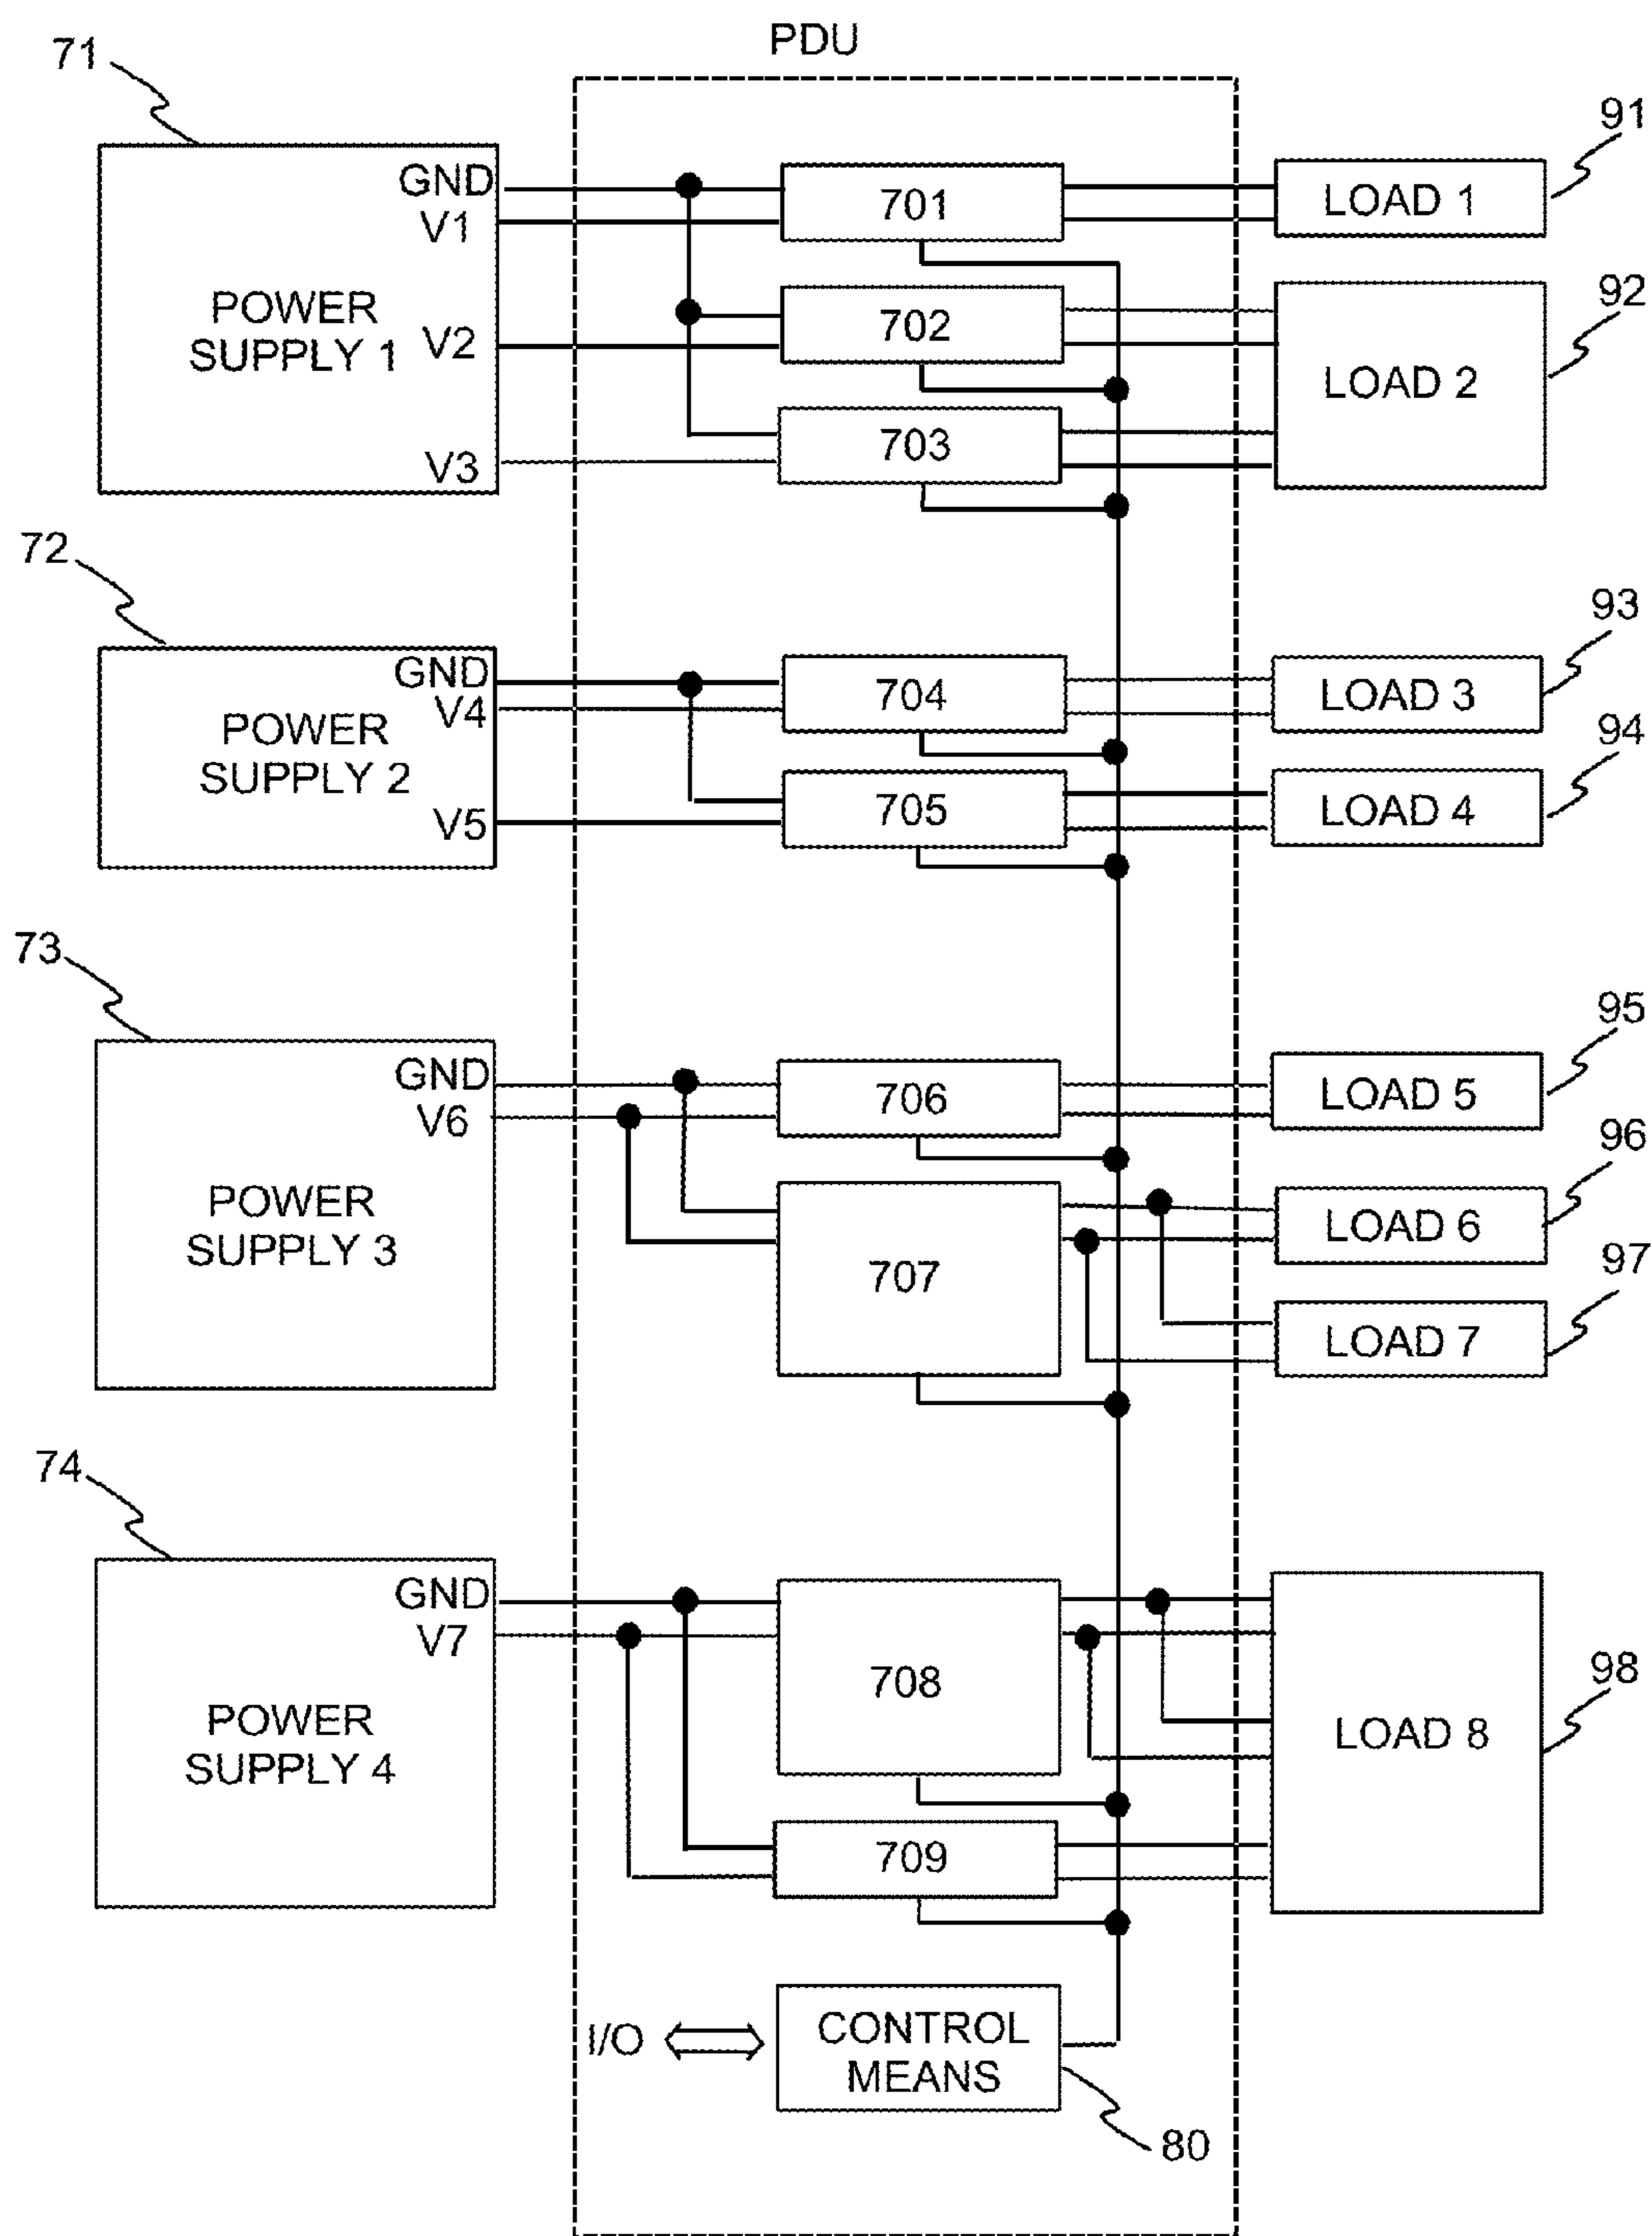 PDU
71
91
GND
V1
701
LOAD 1
POWER
SUPPLY 1
V2
702
92
LOAD 2
V3
703
72
93
GND
V4
704
LOAD 3
POWER
SUPPLY 2
94
V5
705
LOAD 4
73
95
GND
V6
706
LOAD 5
96
POWER
SUPPLY 3
707
LOAD 6
97
LOAD 7
74
GND
V7
708
98
POWER
SUPPLY 4
LOAD 8
709
I/O
CONTROL
MEANS
80